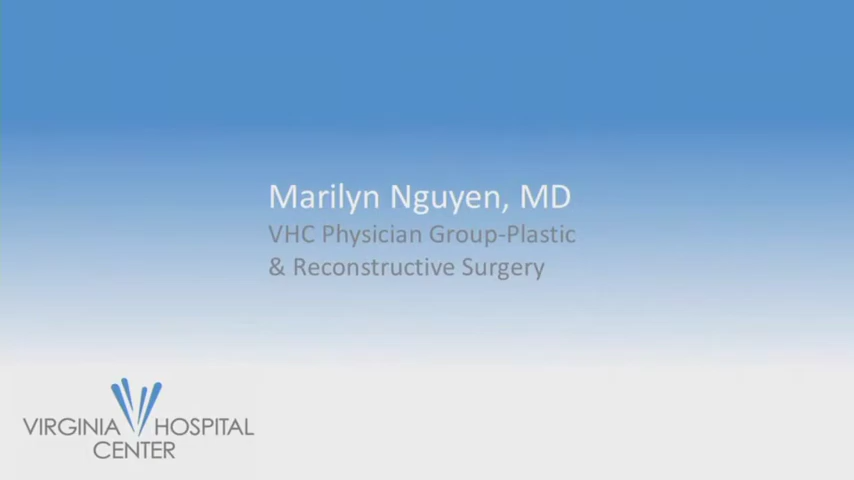 Marilyn Nguyen, MD
VHC Physician Group-Plastic
& Reconstructive Surgery
VIRGINIA HOSPITAL
CENTER